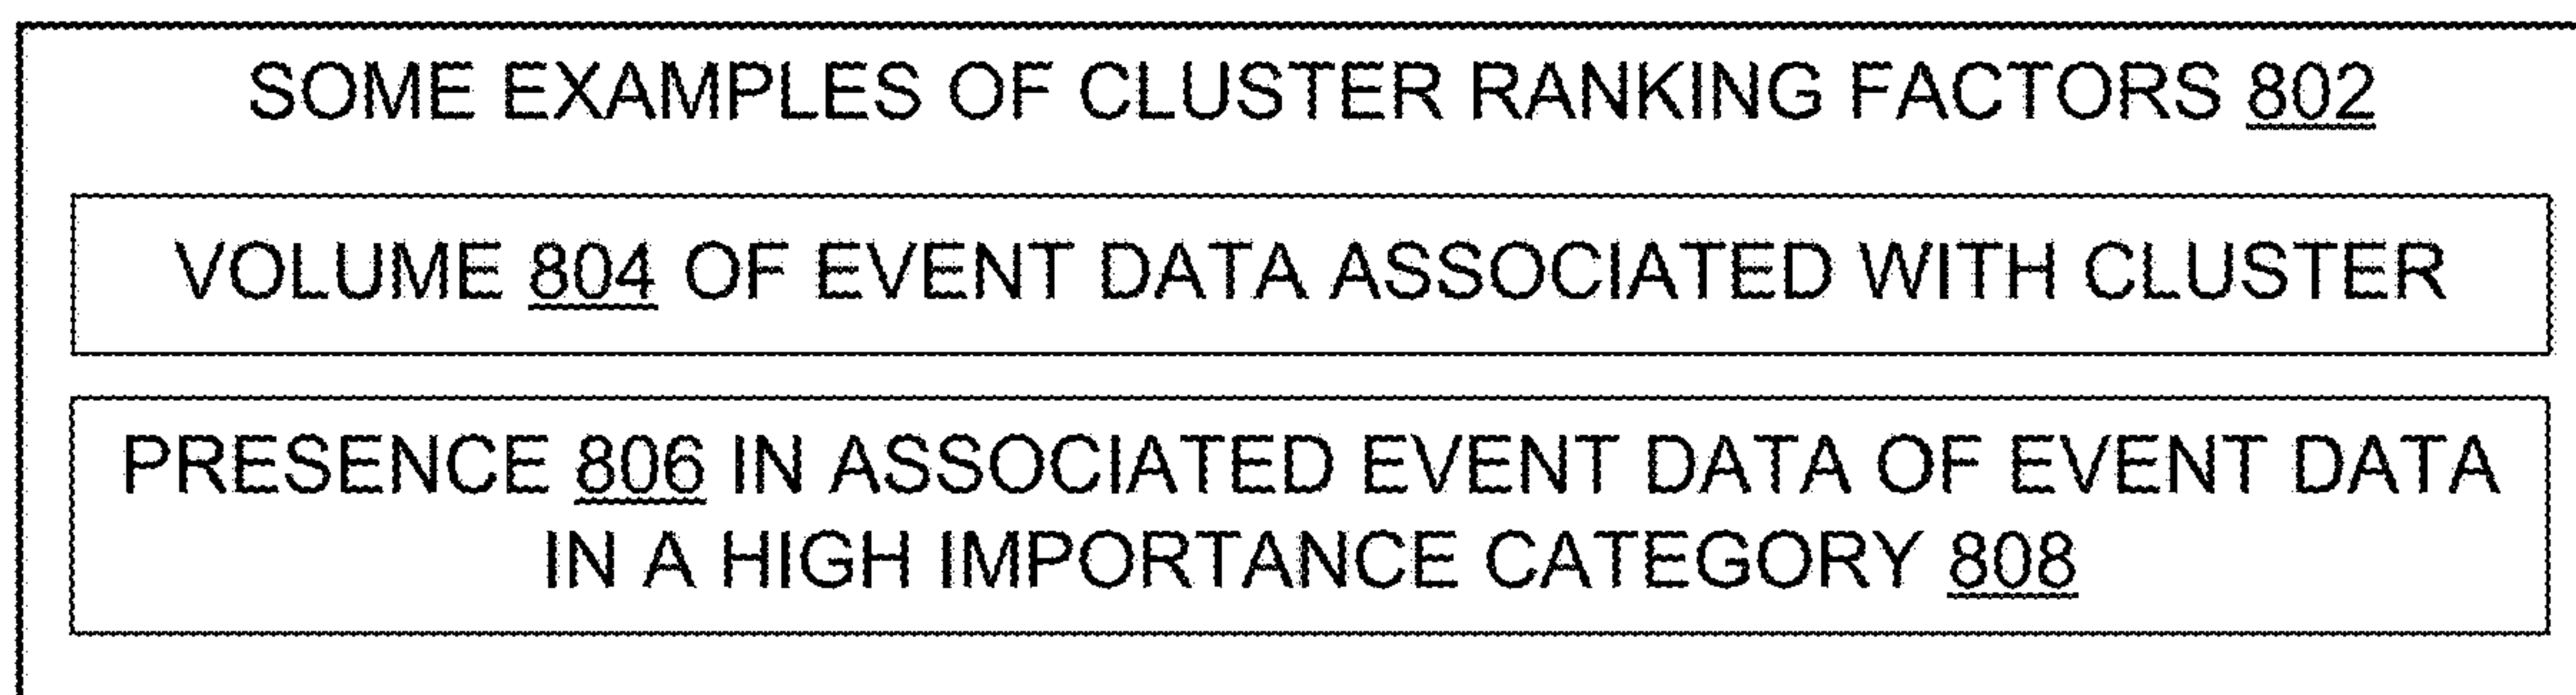 SOME EXAMPLES OF CLUSTER RANKING FACTORS 802
VOLUME 804 OF EVENT DATA ASSOCIATED WITH CLUSTER
PRESENCE 806 IN ASSOCIATED EVENT DATA OF EVENT DATA
IN A HIGH IMPORTANCE CATEGORY 808